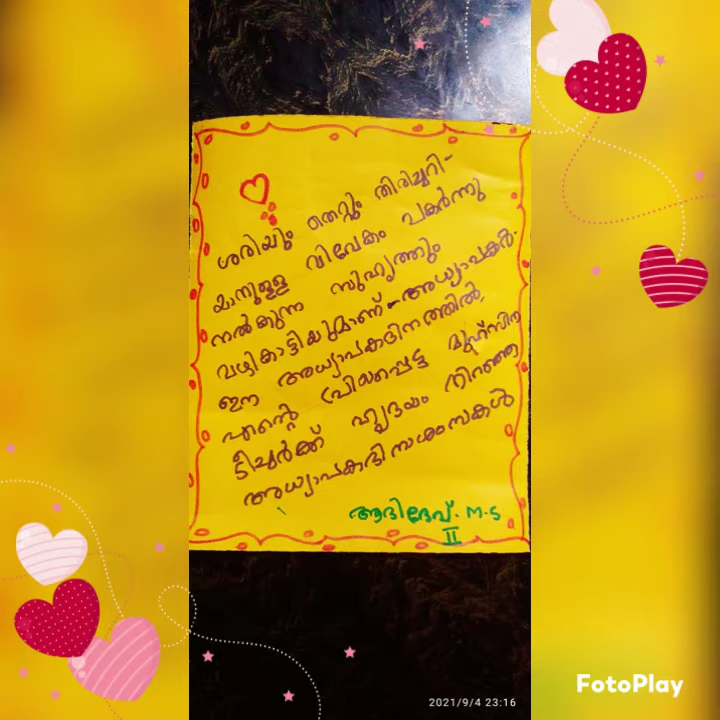 ശരിയും തെറ്റും തിരിച്ചറി-
യാനുള്ള വിവേകം പകർന്നു
നൽകുന്ന സുഹൃത്തും
വഴികാട്ടിയുമാണ് - അധ്യാപകർ.
ഈ അധ്യാപകദിനത്തിൽ,
എന്റെ പ്രിയപ്പെട്ട മുഹ്സിന
ടീച്ചർക്ക് ഹൃദയം നിറഞ്ഞ
അധ്യാപകദിനാശംസകൾ
ആദിദേവ്. M.S
II
2021/9/4 23:16
FotoPlay